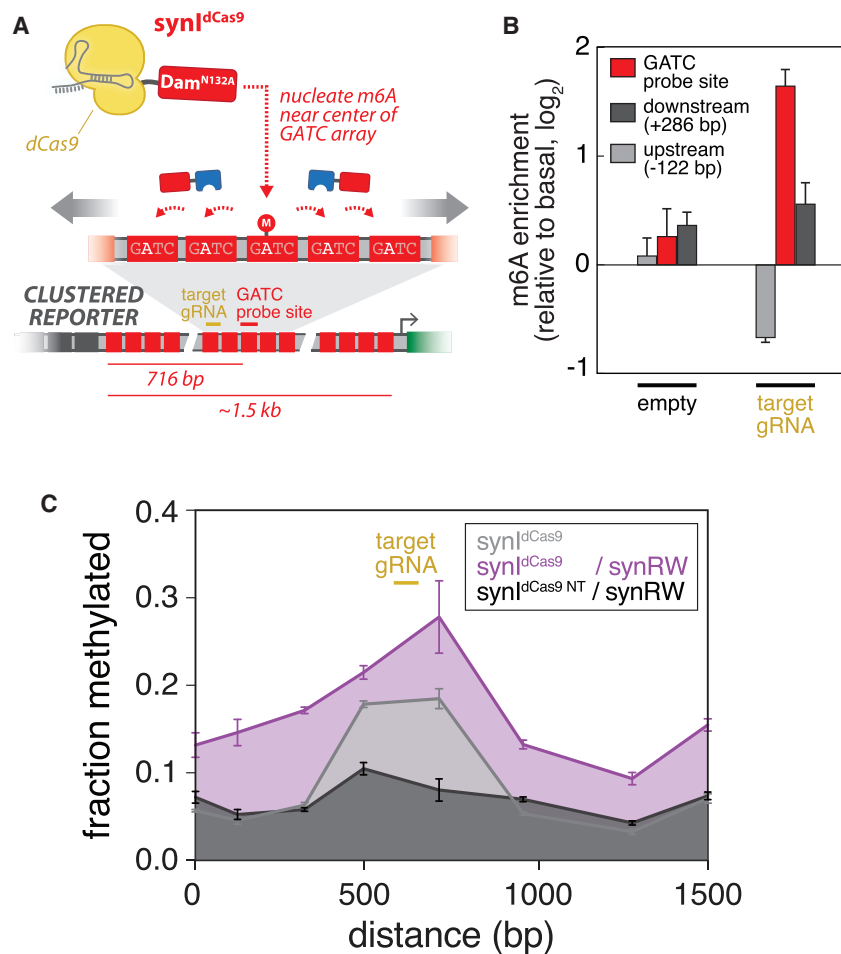 A
synI^dCas9
Dam^N132A
dCas9
nucleate m6A
near center of
GATC array
M
GATC GATC GATC GATC GATC
CLUSTERED
REPORTER
target
gRNA
GATC
probe site
716 bp
~1.5 kb
B
m6A enrichment
(relative to basal, log2)
2
1
0
-1
GATC
probe site
downstream
(+286 bp)
upstream
(-122 bp)
empty
target
gRNA
C
fraction methylated
0.4
0.3
0.2
0.1
0.0
target
gRNA
synI^dCas9
synI^dCas9 / synRW
synI^dCas9 NT / synRW
0 500 1000 1500
distance (bp)